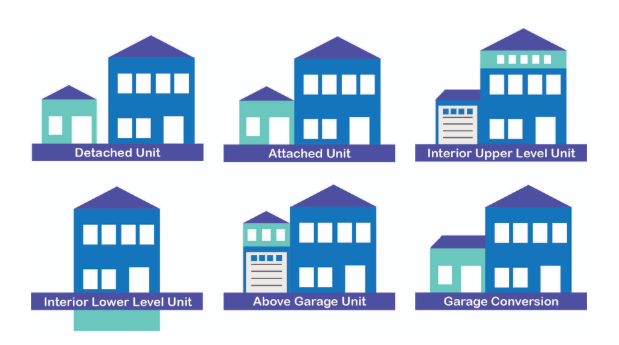 Detached Unit
Attached Unit
Interior Upper Level Unit
Interior Lower Level Unit
Above Garage Unit
Garage Conversion